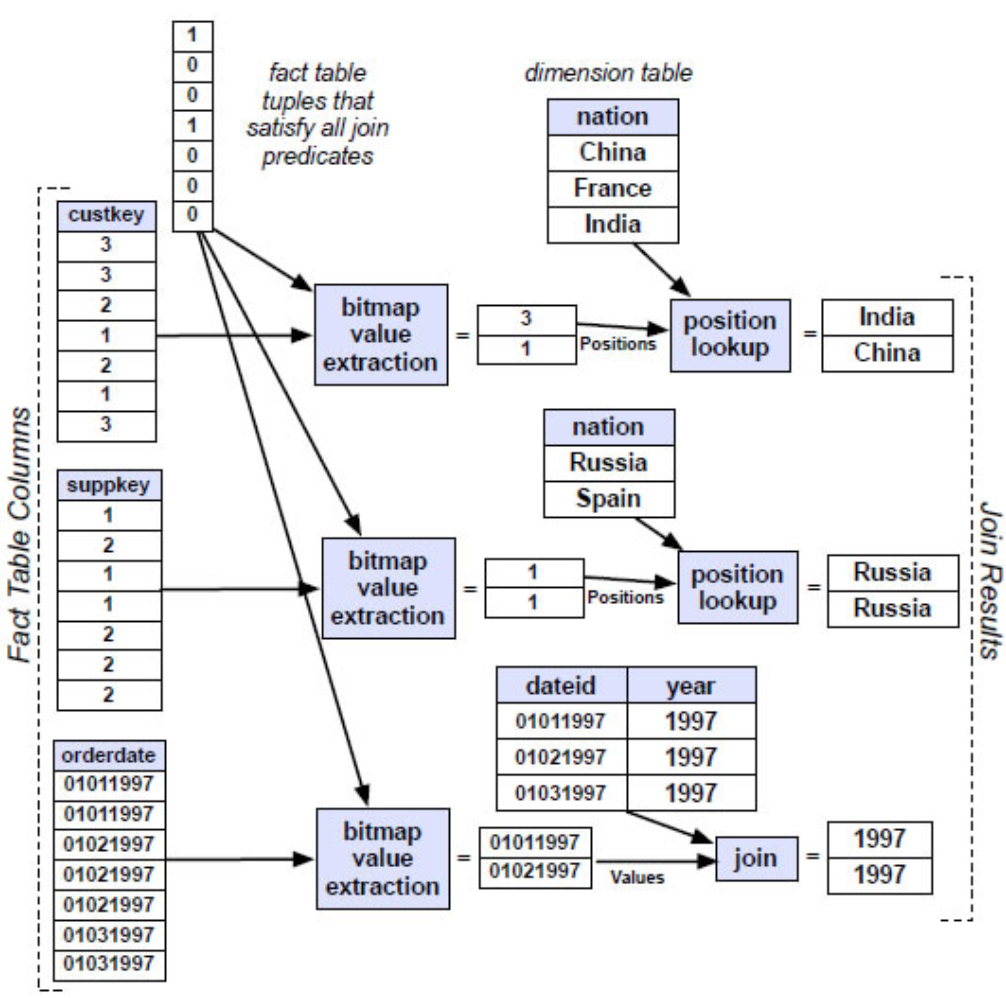 1
0
0
1
0
0
0
fact table
tuples that
satisfy all join
predicates
dimension table
nation
China
France
India
Fact Table Columns
custkey
3
3
2
1
2
1
3
bitmap
value
extraction
=
3
1
Positions
position
lookup
=
India
China
nation
Russia
Spain
suppkey
1
2
1
1
2
2
2
bitmap
value
extraction
=
1
1
Positions
position
lookup
=
Russia
Russia
Join Results
dateid year
01011997 1997
01021997 1997
01031997 1997
orderdate
01011997
01011997
01021997
01021997
01021997
01031997
01031997
bitmap
value
extraction
=
01011997
01021997
Values
join
=
1997
1997